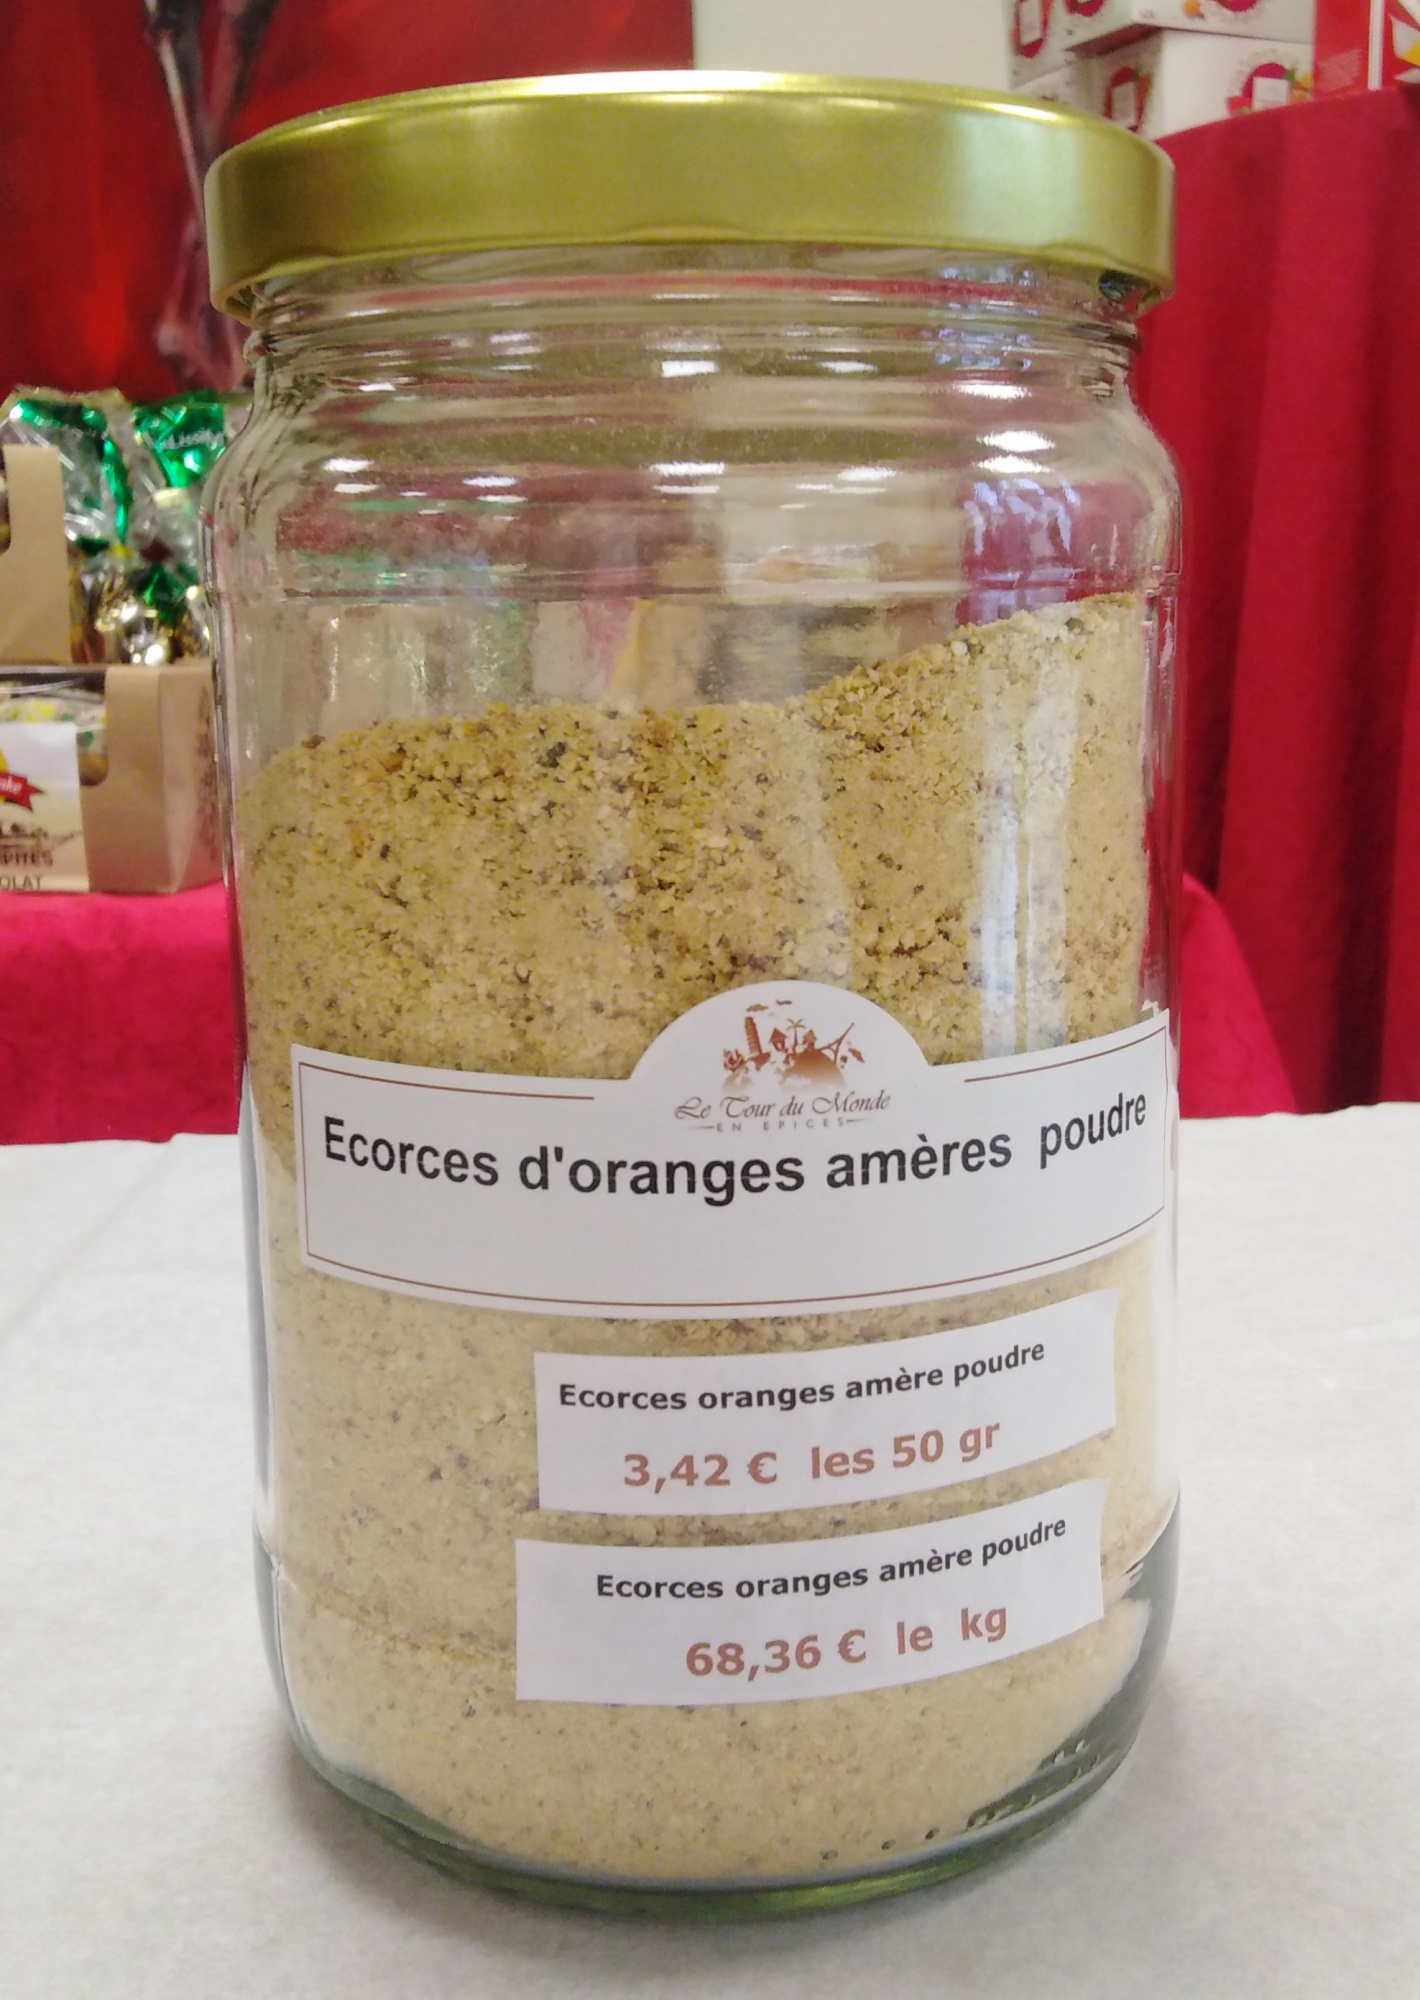 Le Tour du Monde
EN EPICES
Ecorces d'oranges amères poudre
Ecorces oranges amère poudre
3,42 € les 50 gr
Ecorces oranges amère poudre
68,36 € le kg